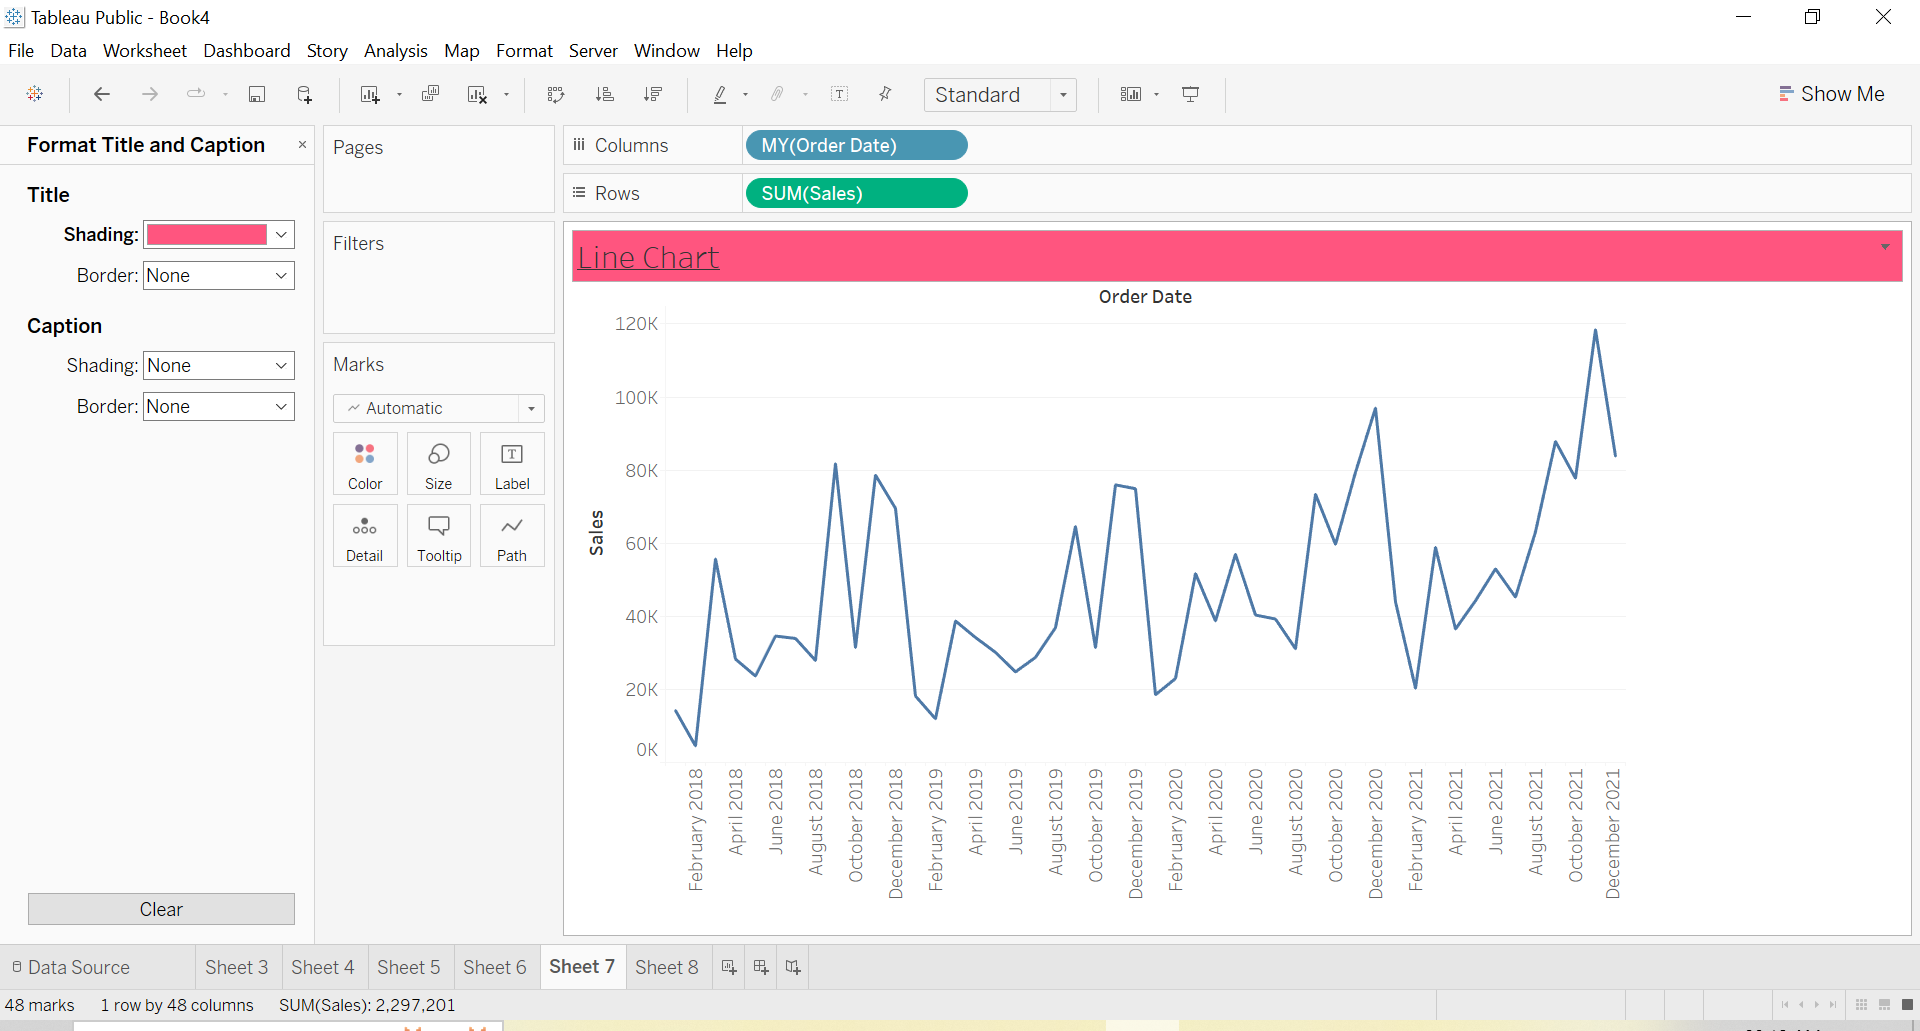 Tableau Public - Book4
File Data Worksheet Dashboard Story Analysis Map Format Server Window Help
Standard
Show Me
Format Title and Caption
Title
Shading:
Border: None
Caption
Shading: None
Border: None
Clear
Pages
Filters
Marks
Automatic
Color Size Label
Detail Tooltip Path
Columns MY(Order Date)
Rows SUM(Sales)
Line Chart
Order Date
Sales
120K
100K
80K
60K
40K
20K
0K
February 2018
April 2018
June 2018
August 2018
October 2018
December 2018
February 2019
April 2019
June 2019
August 2019
October 2019
December 2019
February 2020
April 2020
June 2020
August 2020
October 2020
December 2020
February 2021
April 2021
June 2021
August 2021
October 2021
December 2021
Data Source Sheet 3 Sheet 4 Sheet 5 Sheet 6 Sheet 7 Sheet 8
48 marks 1 row by 48 columns SUM(Sales): 2,297,201